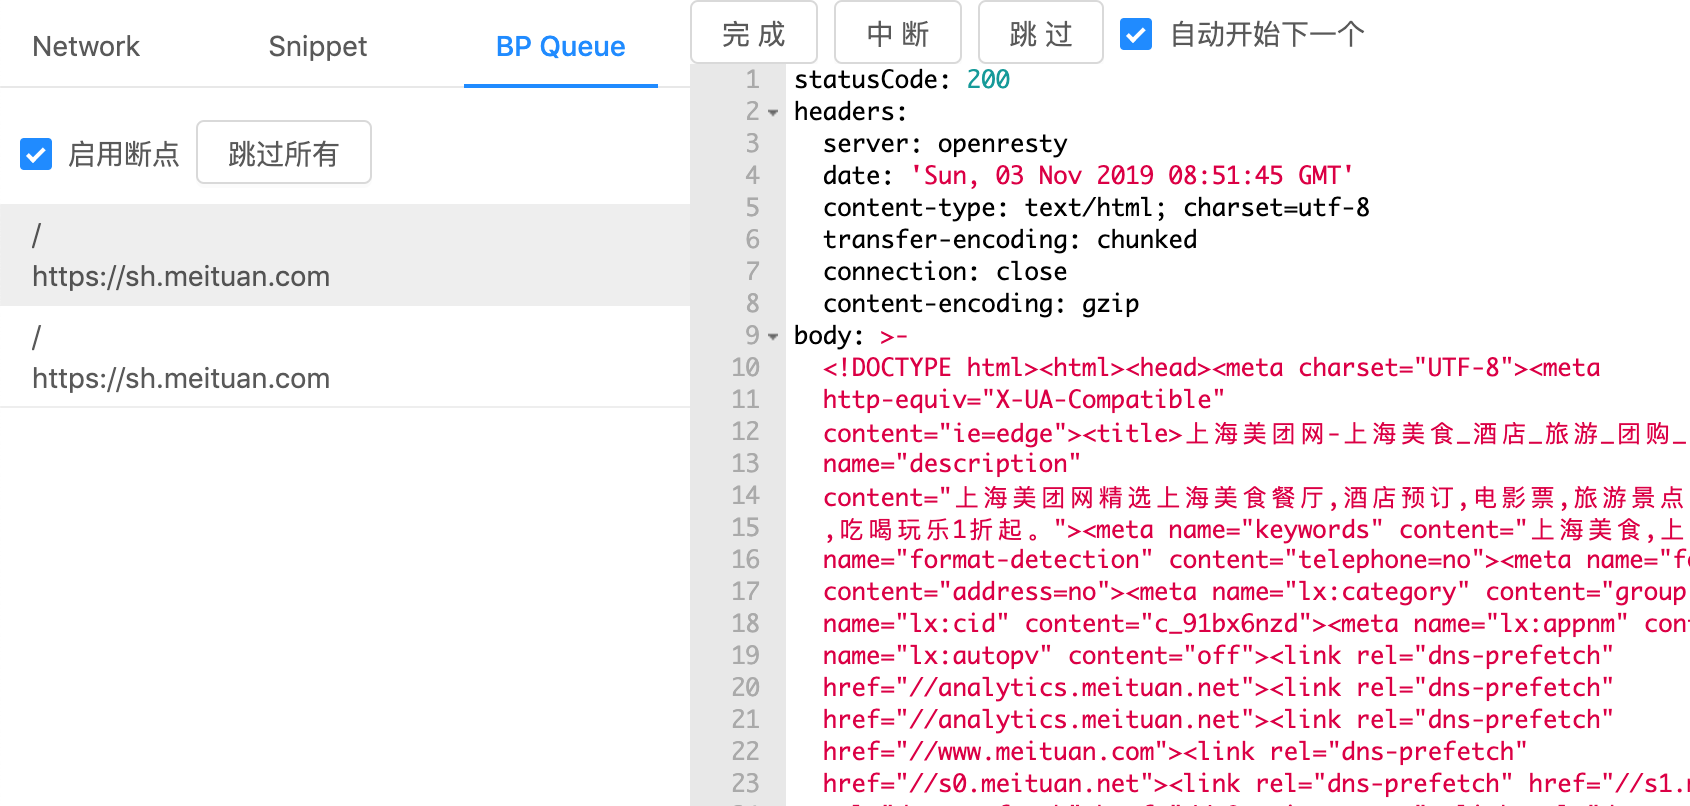 Network
Snippet
BP Queue
启用断点
跳过所有
/
https://sh.meituan.com
/
https://sh.meituan.com
完 成
中 断
跳 过
自动开始下一个
1 statusCode: 200
2 headers:
3 server: openresty
4 date: 'Sun, 03 Nov 2019 08:51:45 GMT'
5 content-type: text/html; charset=utf-8
6 transfer-encoding: chunked
7 connection: close
8 content-encoding: gzip
9 body: >-
10 <!DOCTYPE html><html><head><meta charset="UTF-8"><meta
11 http-equiv="X-UA-Compatible"
12 content="ie=edge"><title>上海美团网-上海美食_酒店_旅游_团购_
13 name="description"
14 content="上海美团网精选上海美食餐厅,酒店预订,电影票,旅游景点
15 ,吃喝玩乐1折起。"><meta name="keywords" content="上海美食,上
16 name="format-detection" content="telephone=no"><meta name="fo
17 content="address=no"><meta name="lx:category" content="group
18 name="lx:cid" content="c_91bx6nzd"><meta name="lx:appnm" con
19 name="lx:autopv" content="off"><link rel="dns-prefetch"
20 href="//analytics.meituan.net"><link rel="dns-prefetch"
21 href="//analytics.meituan.net"><link rel="dns-prefetch"
22 href="//www.meituan.com"><link rel="dns-prefetch"
23 href="//s0.meituan.net"><link rel="dns-prefetch" href="//s1.